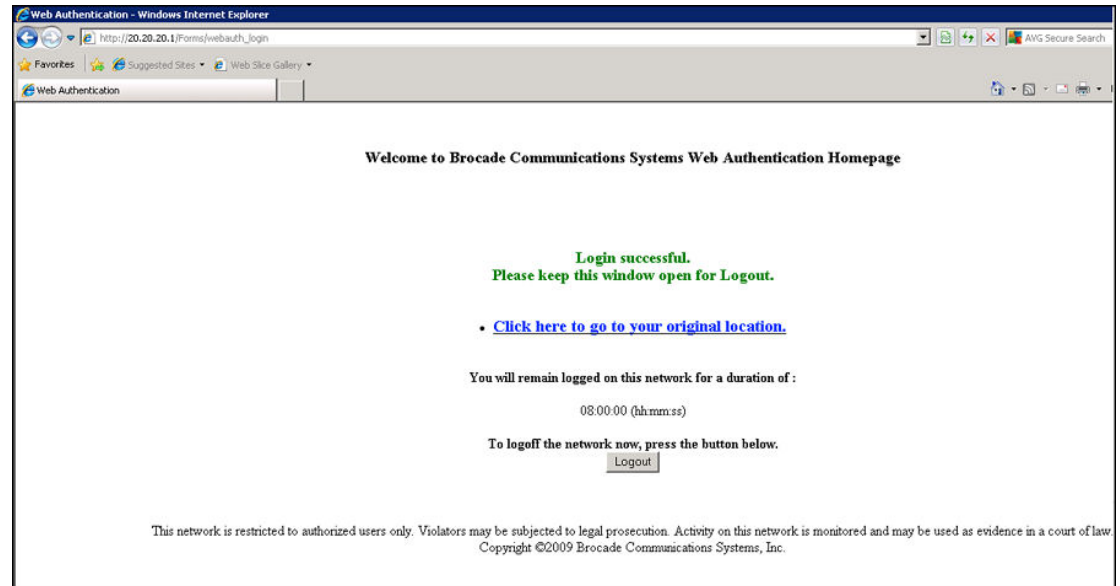 Web Authentication - Windows Internet Explorer
http://20.20.20.1/Forms/webauth_login
AVG Secure Search
Favorites
Suggested Sites
Web Slice Gallery
Web Authentication
Welcome to Brocade Communications Systems Web Authentication Homepage
Login successful.
Please keep this window open for Logout.
• Click here to go to your original location.
You will remain logged on this network for a duration of :
08:00:00 (hh:mm:ss)
To logoff the network now, press the button below.
Logout
This network is restricted to authorized users only. Violators may be subjected to legal prosecution. Activity on this network is monitored and may be used as evidence in a court of law.
Copyright ©2009 Brocade Communications Systems, Inc.